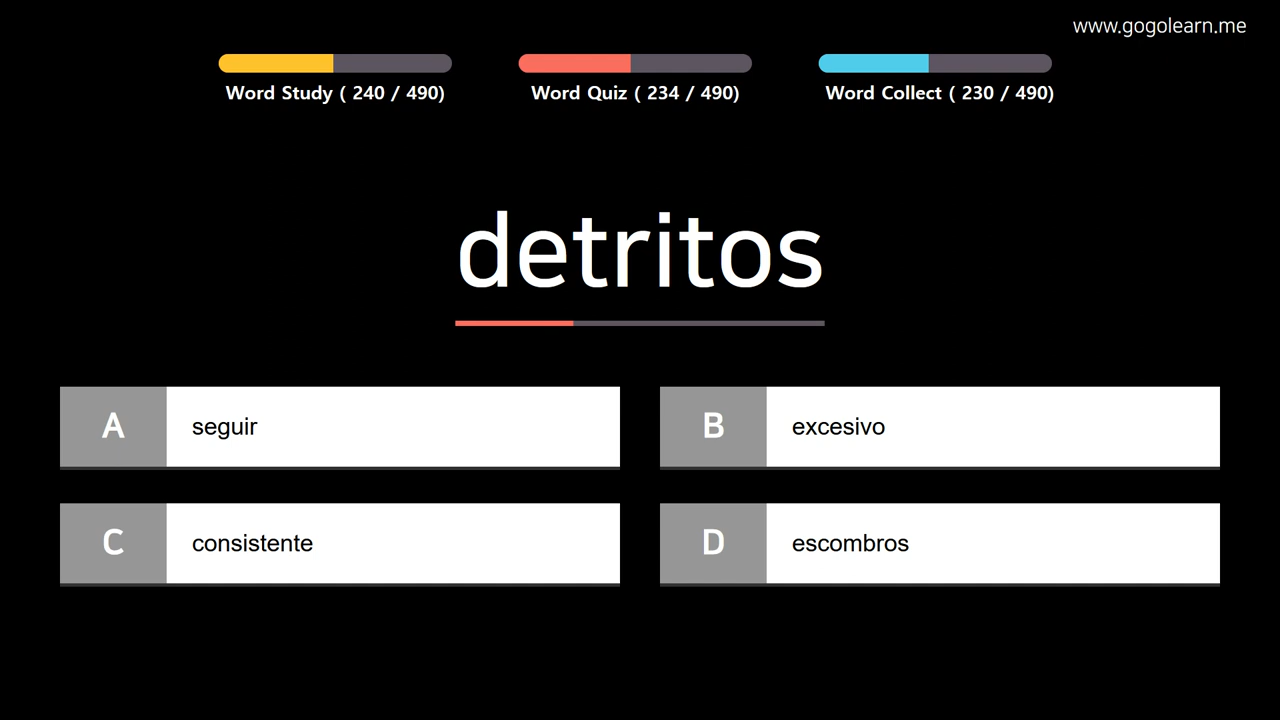 www.gogolearn.me
Word Study ( 240 / 490)
Word Quiz ( 234 / 490)
Word Collect ( 230 / 490)
detritos
A seguir
B excesivo
C consistente
D escombros